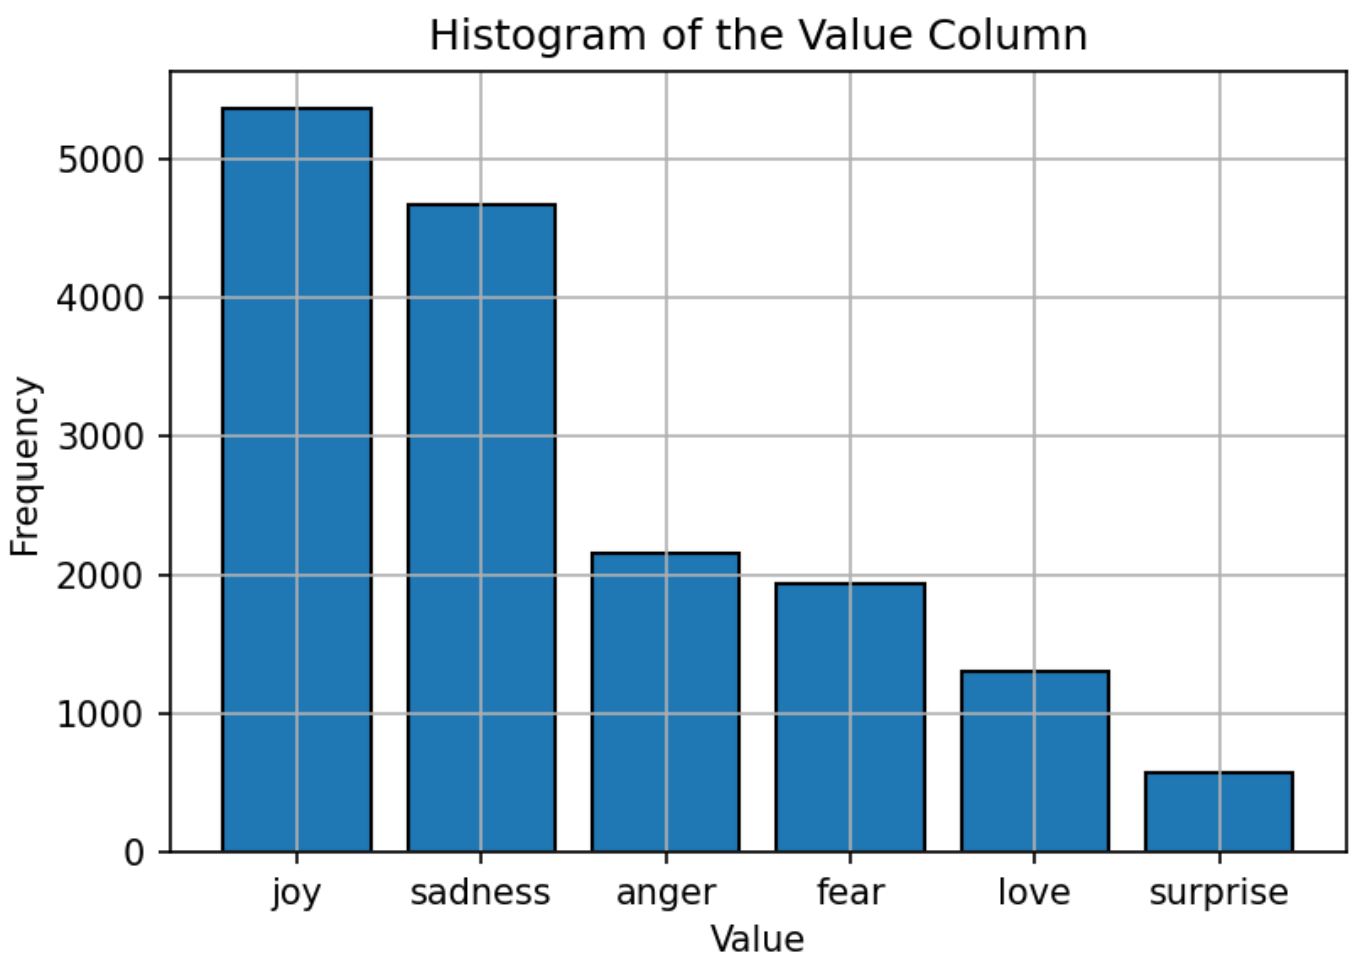 Histogram of the Value Column
5000
4000
3000
2000
1000
0
Frequency
joy sadness anger fear love surprise
Value